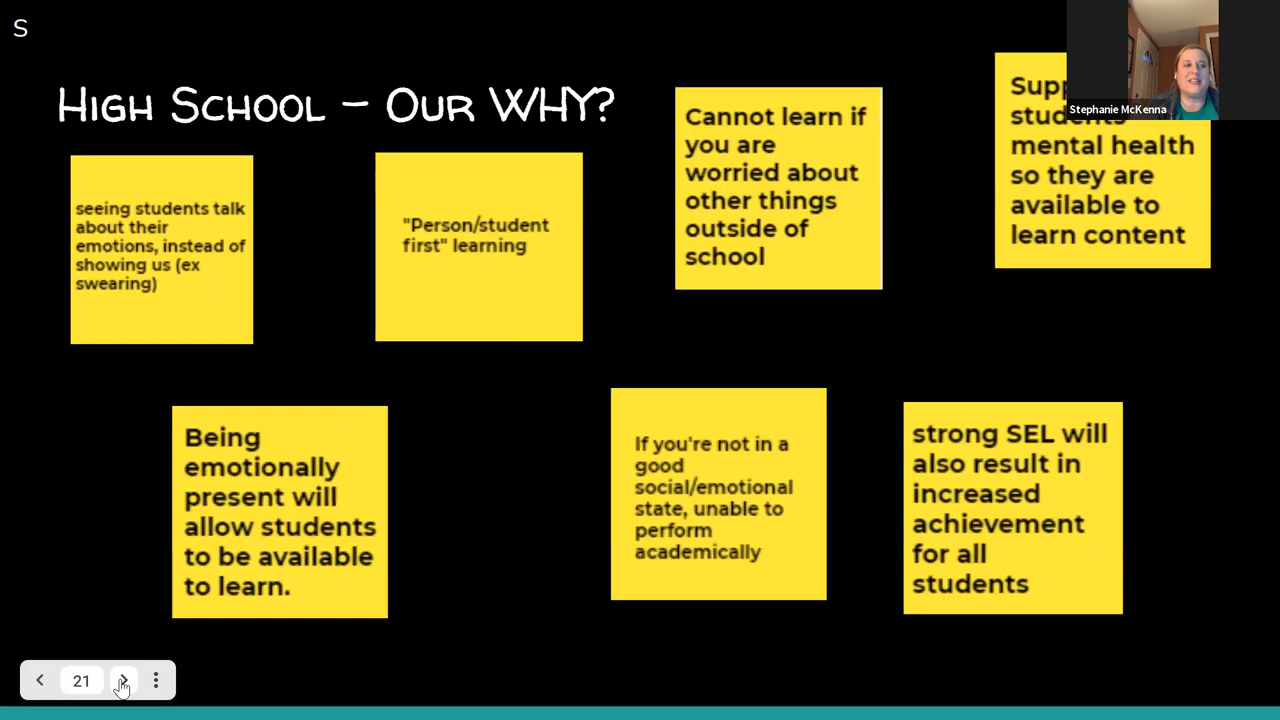 S
Stephanie McKenna
High School – Our WHY?
seeing students talk
about their
emotions, instead of
showing us (ex
swearing)
"Person/student
first" learning
Cannot learn if
you are
worried about
other things
outside of
school
mental health
so they are
available to
learn content
Being
emotionally
present will
allow students
to be available
to learn.
If you're not in a
good
social/emotional
state, unable to
perform
academically
strong SEL will
also result in
increased
achievement
for all
students
21